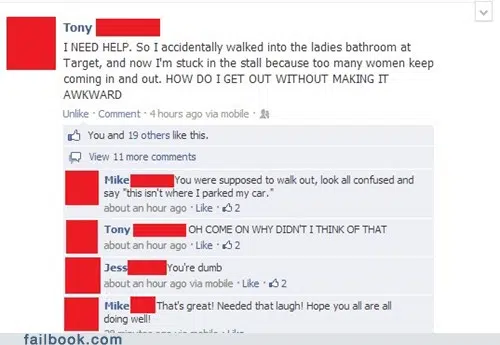 Tony
I NEED HELP. So I accidentally walked into the ladies bathroom at
Target, and now I'm stuck in the stall because too many women keep
coming in and out. HOW DO I GET OUT WITHOUT MAKING IT
AWKWARD
Unlike · Comment · 4 hours ago via mobile ·
You and 19 others like this.
View 11 more comments
Mike You were supposed to walk out, look all confused and
say "this isn't where I parked my car."
about an hour ago · Like · 2
Tony OH COME ON WHY DIDN'T I THINK OF THAT
about an hour ago · Like · 2
Jess You're dumb
about an hour ago via mobile · Like · 2
Mike That's great! Needed that laugh! Hope you all are all
doing well!
minutes ago via mobile · Like
failbook.com